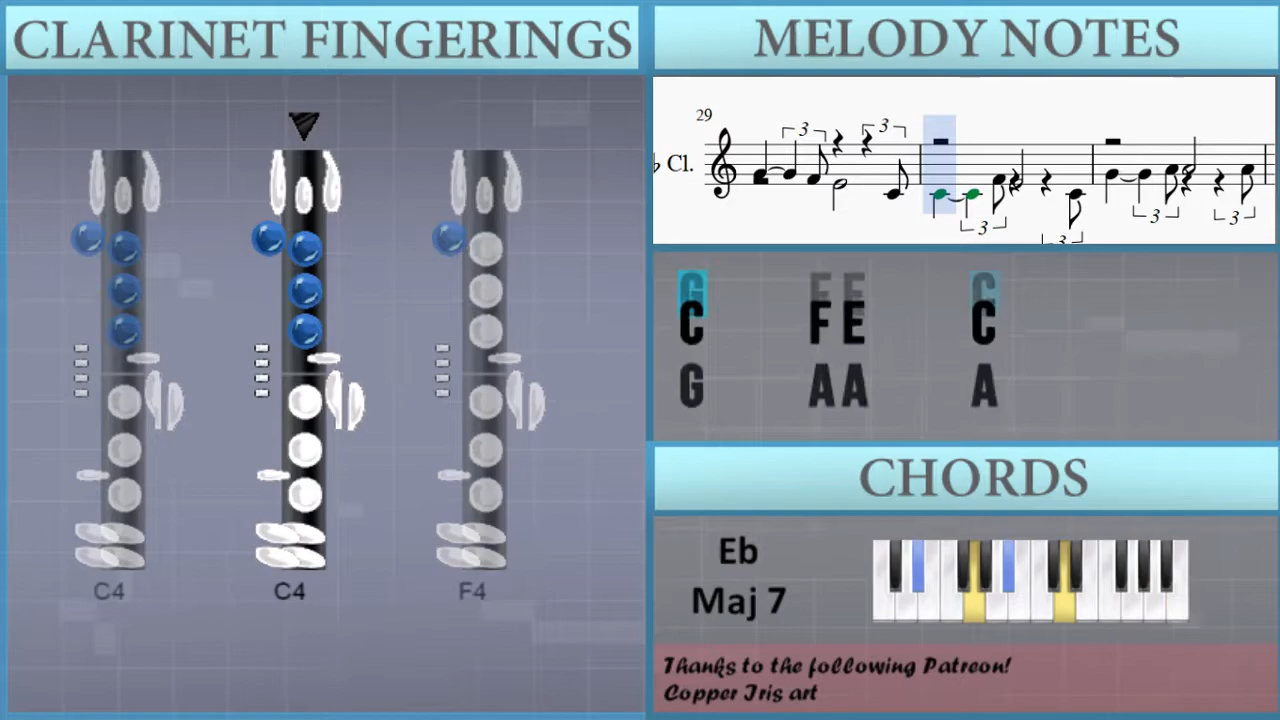 CLARINET FINGERINGS
MELODY NOTES
29
3 3
♭ Cl.
3 3 3
3
G F E C
C F E C
G A A A
C4 C4 F4
CHORDS
Eb
Maj 7
Thanks to the following Patreon!
Copper Iris art